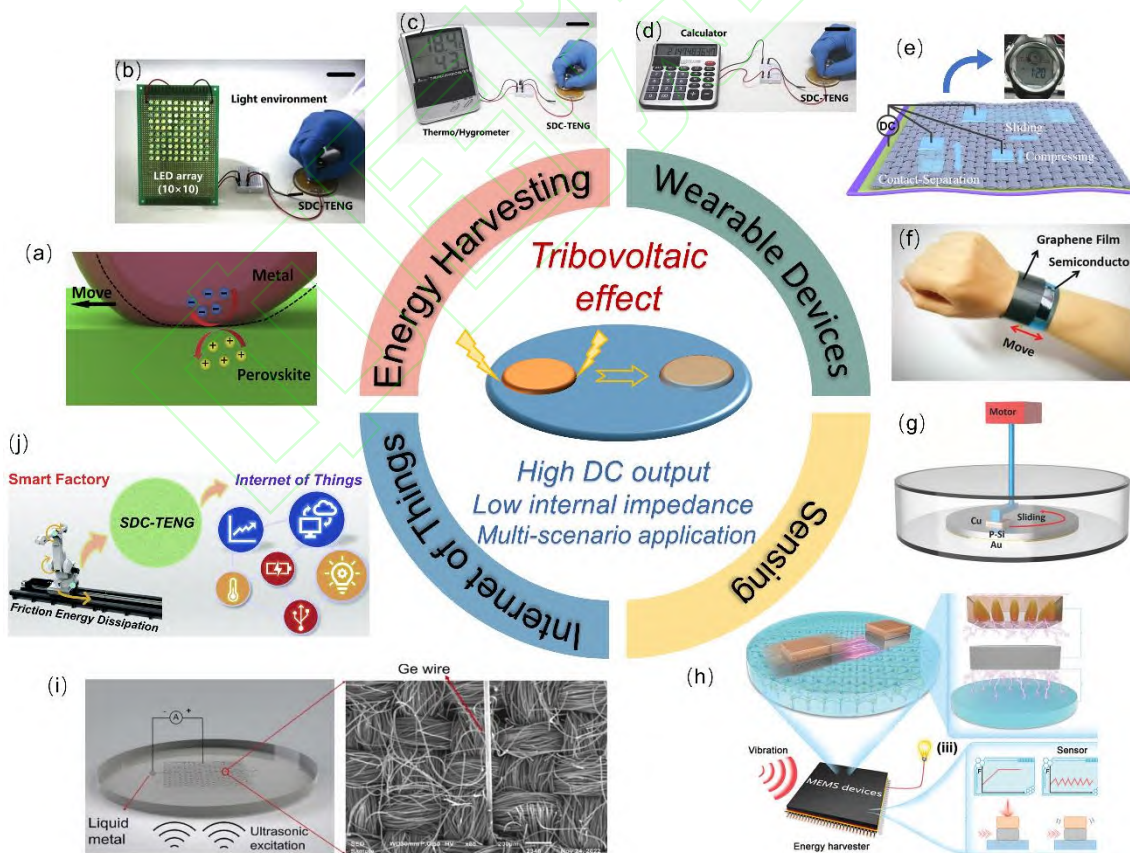 (a)
Metal
Move
Perovskite
(b)
Light environment
LED array
(10×10)
SDC-TENG
(c)
Thermo/Hygrometer
SDC-TENG
(d)
Calculator
SDC-TENG
(e)
DC
Sliding
Compressing
Contact-Separation
(f)
Graphene Film
Semiconducto
Move
(g)
Motor
Cu
Sliding
P-Si
Au
Energy Harvesting
Wearable Devices
Internet of Things
Sensing
Tribovoltaic
effect
High DC output
Low internal impedance
Multi-scenario application
(j)
Smart Factory
Internet of Things
SDC-TENG
Friction Energy Dissipation
(h)
Vibration
MEMS devices
Energy harvester
(iii)
Sensor
F
F
(i)
Ge wire
A
Liquid
metal
Ultrasonic
excitation